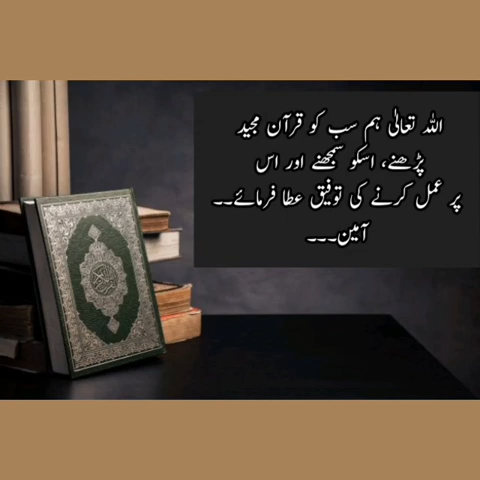 اللہ تعالیٰ ہم سب کو قرآن مجید
پڑھنے، اسکو سمجھنے اور اس
پر عمل کرنے کی توفیق عطا فرمائے۔۔
آمین۔۔۔